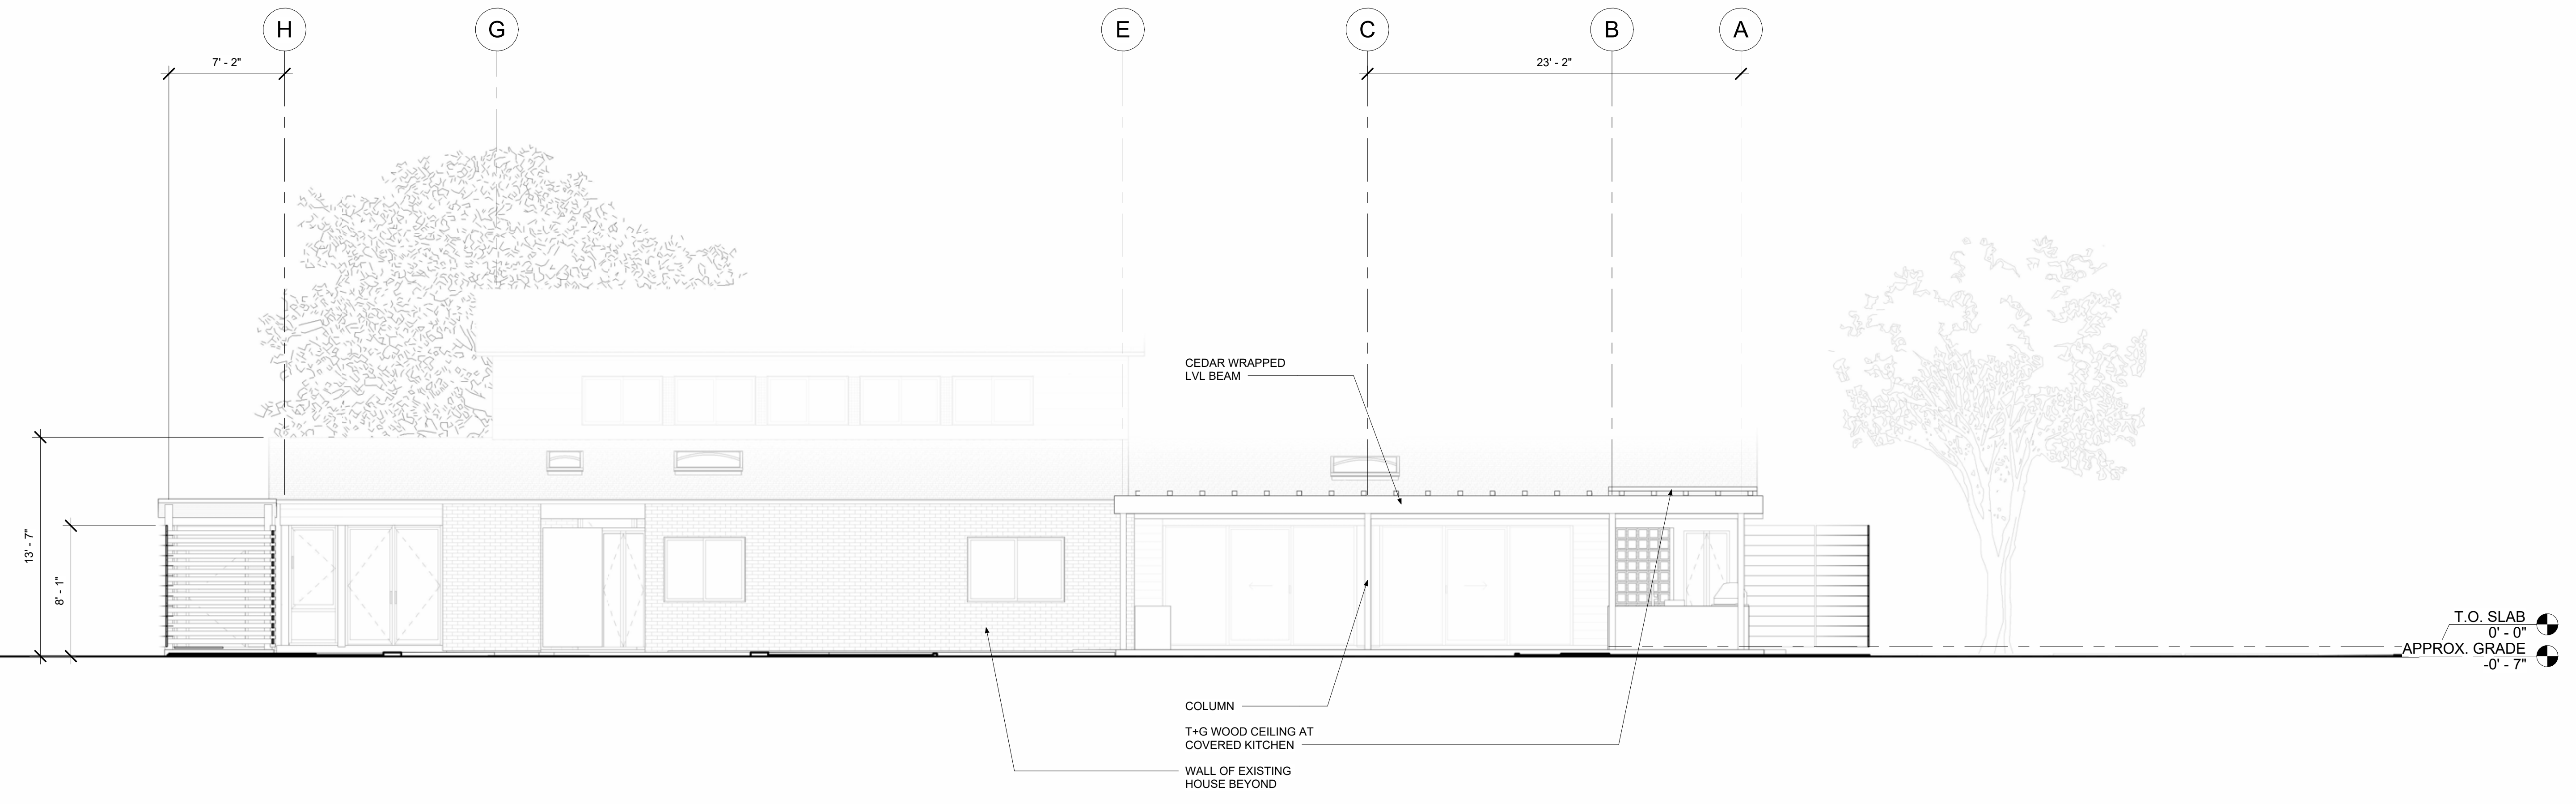 H
G
E
C
B
A
7' - 2"
23' - 2"
CEDAR WRAPPED
LVL BEAM
13' - 7"
8' - 1"
T.O. SLAB
0' - 0"
APPROX. GRADE
-0' - 7"
COLUMN
T+G WOOD CEILING AT
COVERED KITCHEN
WALL OF EXISTING
HOUSE BEYOND